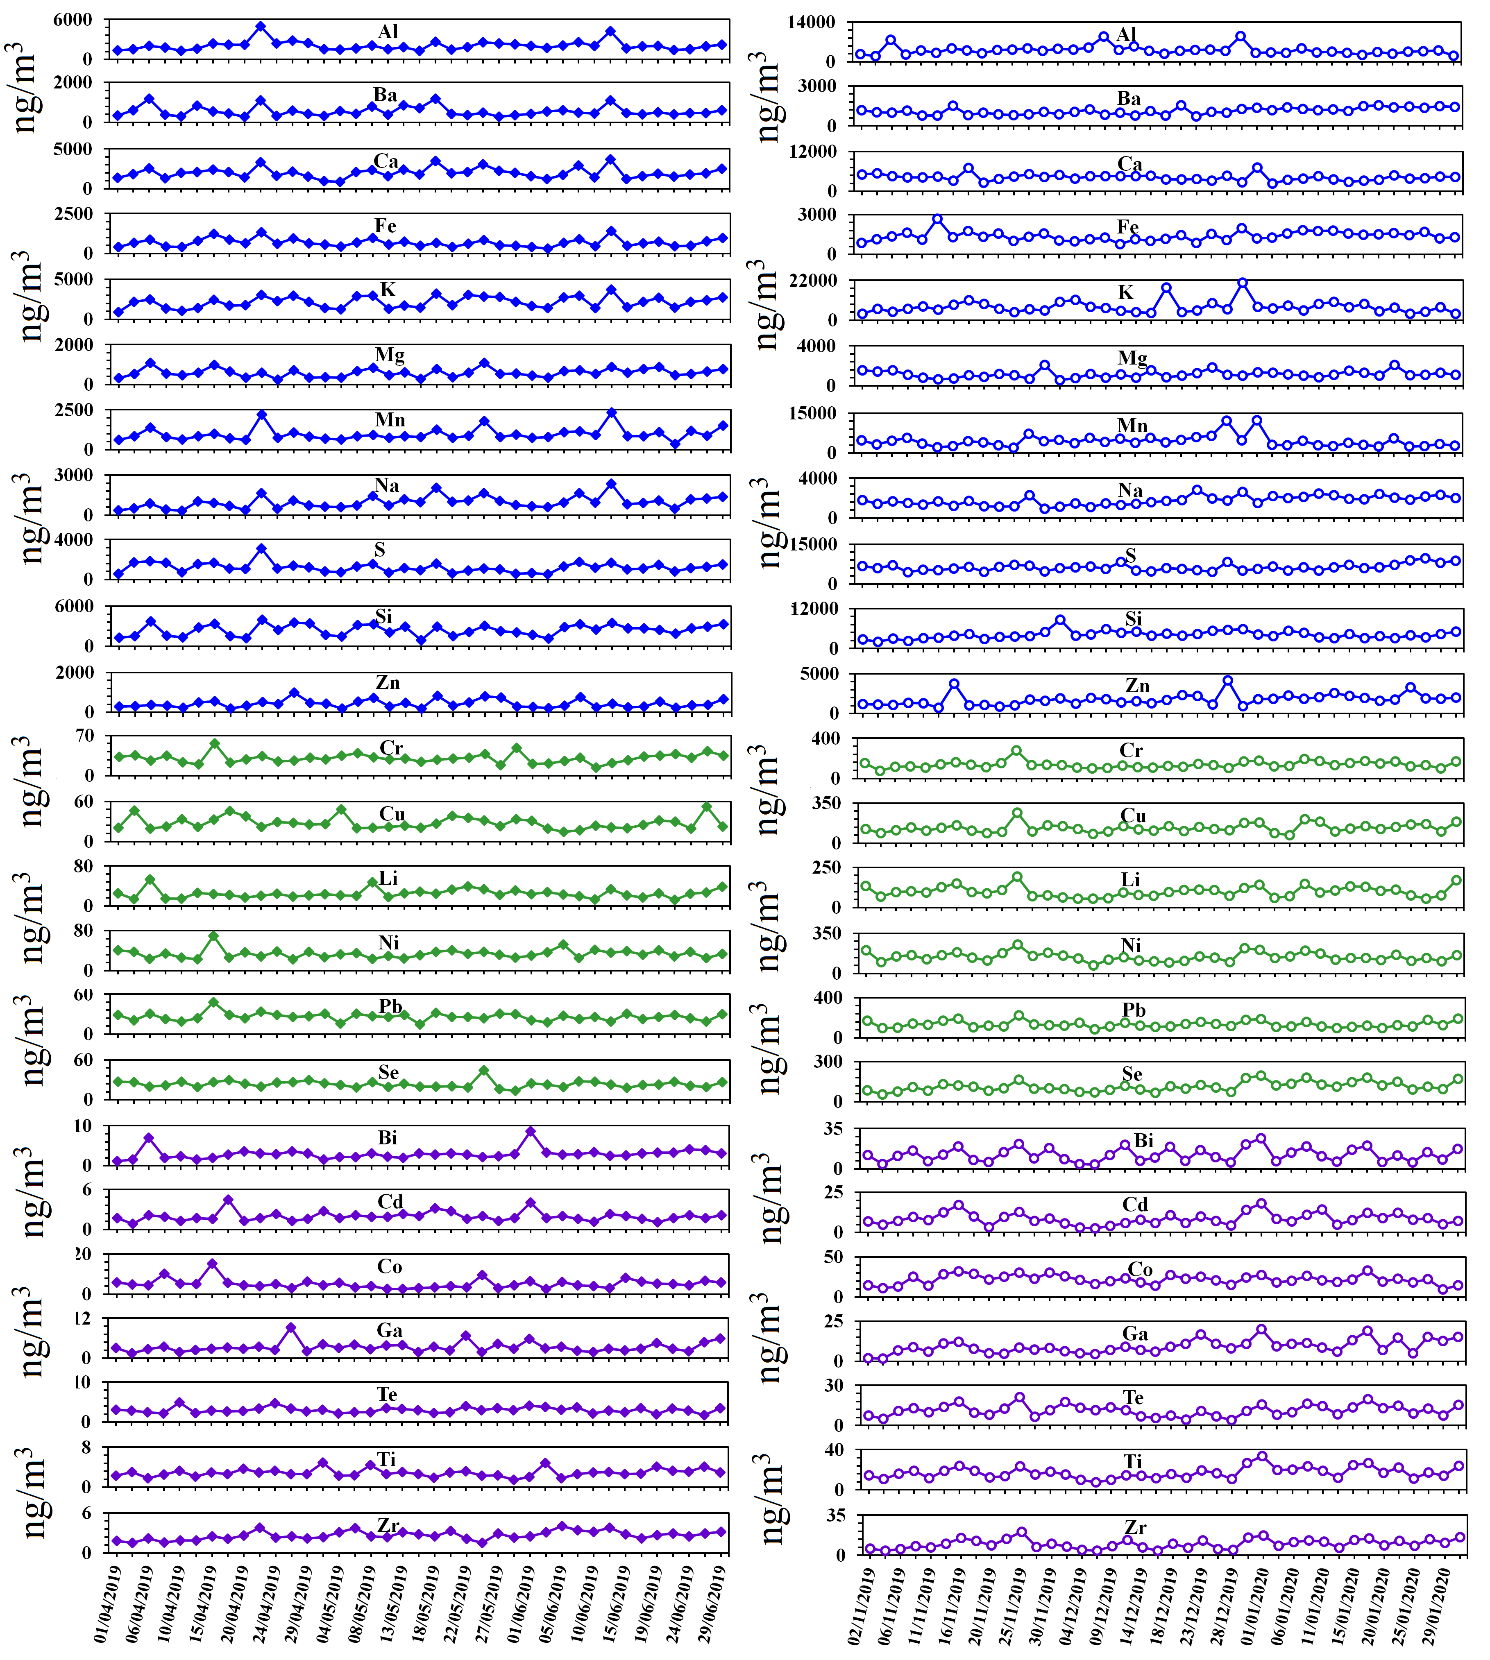 6000
Al
0
2000
Ba
0
5000
Ca
0
2500
Fe
0
5000
K
0
2000
Mg
0
2500
Mn
0
3000
Na
0
4000
S
0
6000
Si
0
2000
Zn
0
70
Cr
0
60
Cu
0
80
Li
0
80
Ni
0
60
Pb
0
60
Se
0
10
Bi
0
6
Cd
0
20
Co
0
12
Ga
0
10
Te
0
8
Ti
0
6
Zr
0
ng/m³
ng/m³
ng/m³
ng/m³
ng/m³
ng/m³
ng/m³
ng/m³
ng/m³
01/04/2019
06/04/2019
10/04/2019
15/04/2019
20/04/2019
24/04/2019
29/04/2019
04/05/2019
08/05/2019
13/05/2019
18/05/2019
22/05/2019
27/05/2019
01/06/2019
05/06/2019
10/06/2019
15/06/2019
19/06/2019
24/06/2019
29/06/2019
14000
Al
0
3000
Ba
0
12000
Ca
0
3000
Fe
0
22000
K
0
4000
Mg
0
15000
Mn
0
4000
Na
0
15000
S
0
12000
Si
0
5000
Zn
0
400
Cr
0
350
Cu
0
250
Li
0
350
Ni
0
400
Pb
0
300
Se
0
35
Bi
0
25
Cd
0
50
Co
0
25
Ga
0
30
Te
0
40
Ti
0
35
Zr
0
ng/m³
ng/m³
ng/m³
ng/m³
ng/m³
ng/m³
ng/m³
ng/m³
ng/m³
02/11/2019
06/11/2019
11/11/2019
16/11/2019
20/11/2019
25/11/2019
30/11/2019
04/12/2019
09/12/2019
14/12/2019
18/12/2019
23/12/2019
28/12/2019
01/01/2020
06/01/2020
11/01/2020
15/01/2020
20/01/2020
25/01/2020
29/01/2020